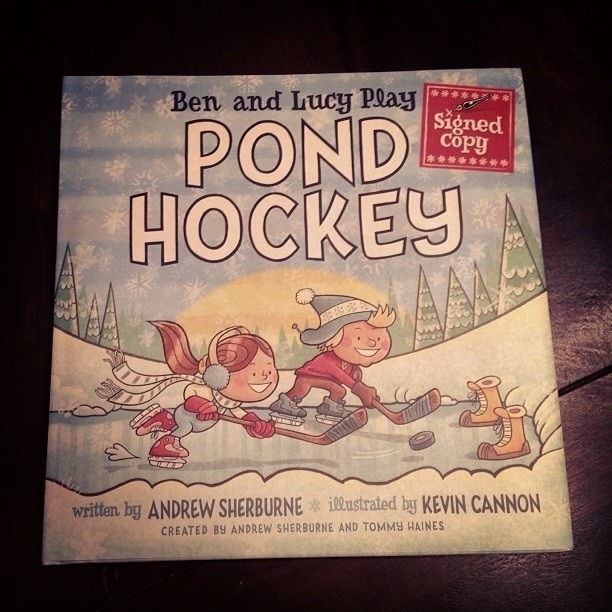 Ben and Lucy Play
POND
HOCKEY
Signed
Copy
written by ANDREW SHERBURNE * illustrated by KEVIN CANNON
CREATED BY ANDREW SHERBURNE AND TOMMY HAINES